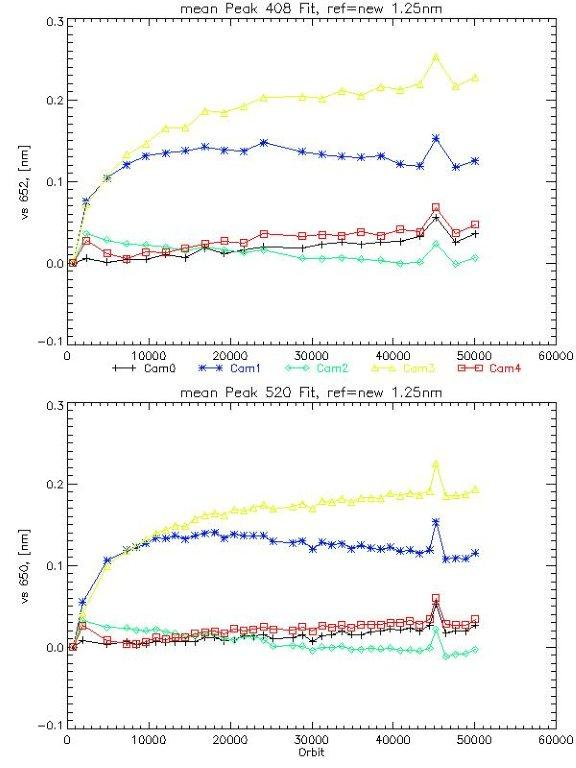 mean Peak 408 Fit, ref=new 1.25nm
0.3
0.2
0.1
0.0
-0.1
vs 652, [nm]
0 10000 20000 30000 40000 50000 60000
Cam0 Cam1 Cam2 Cam3 Cam4
mean Peak 520 Fit, ref=new 1.25nm
0.3
0.2
0.1
0.0
-0.1
vs 650, [nm]
0 10000 20000 30000 40000 50000 60000
Orbit